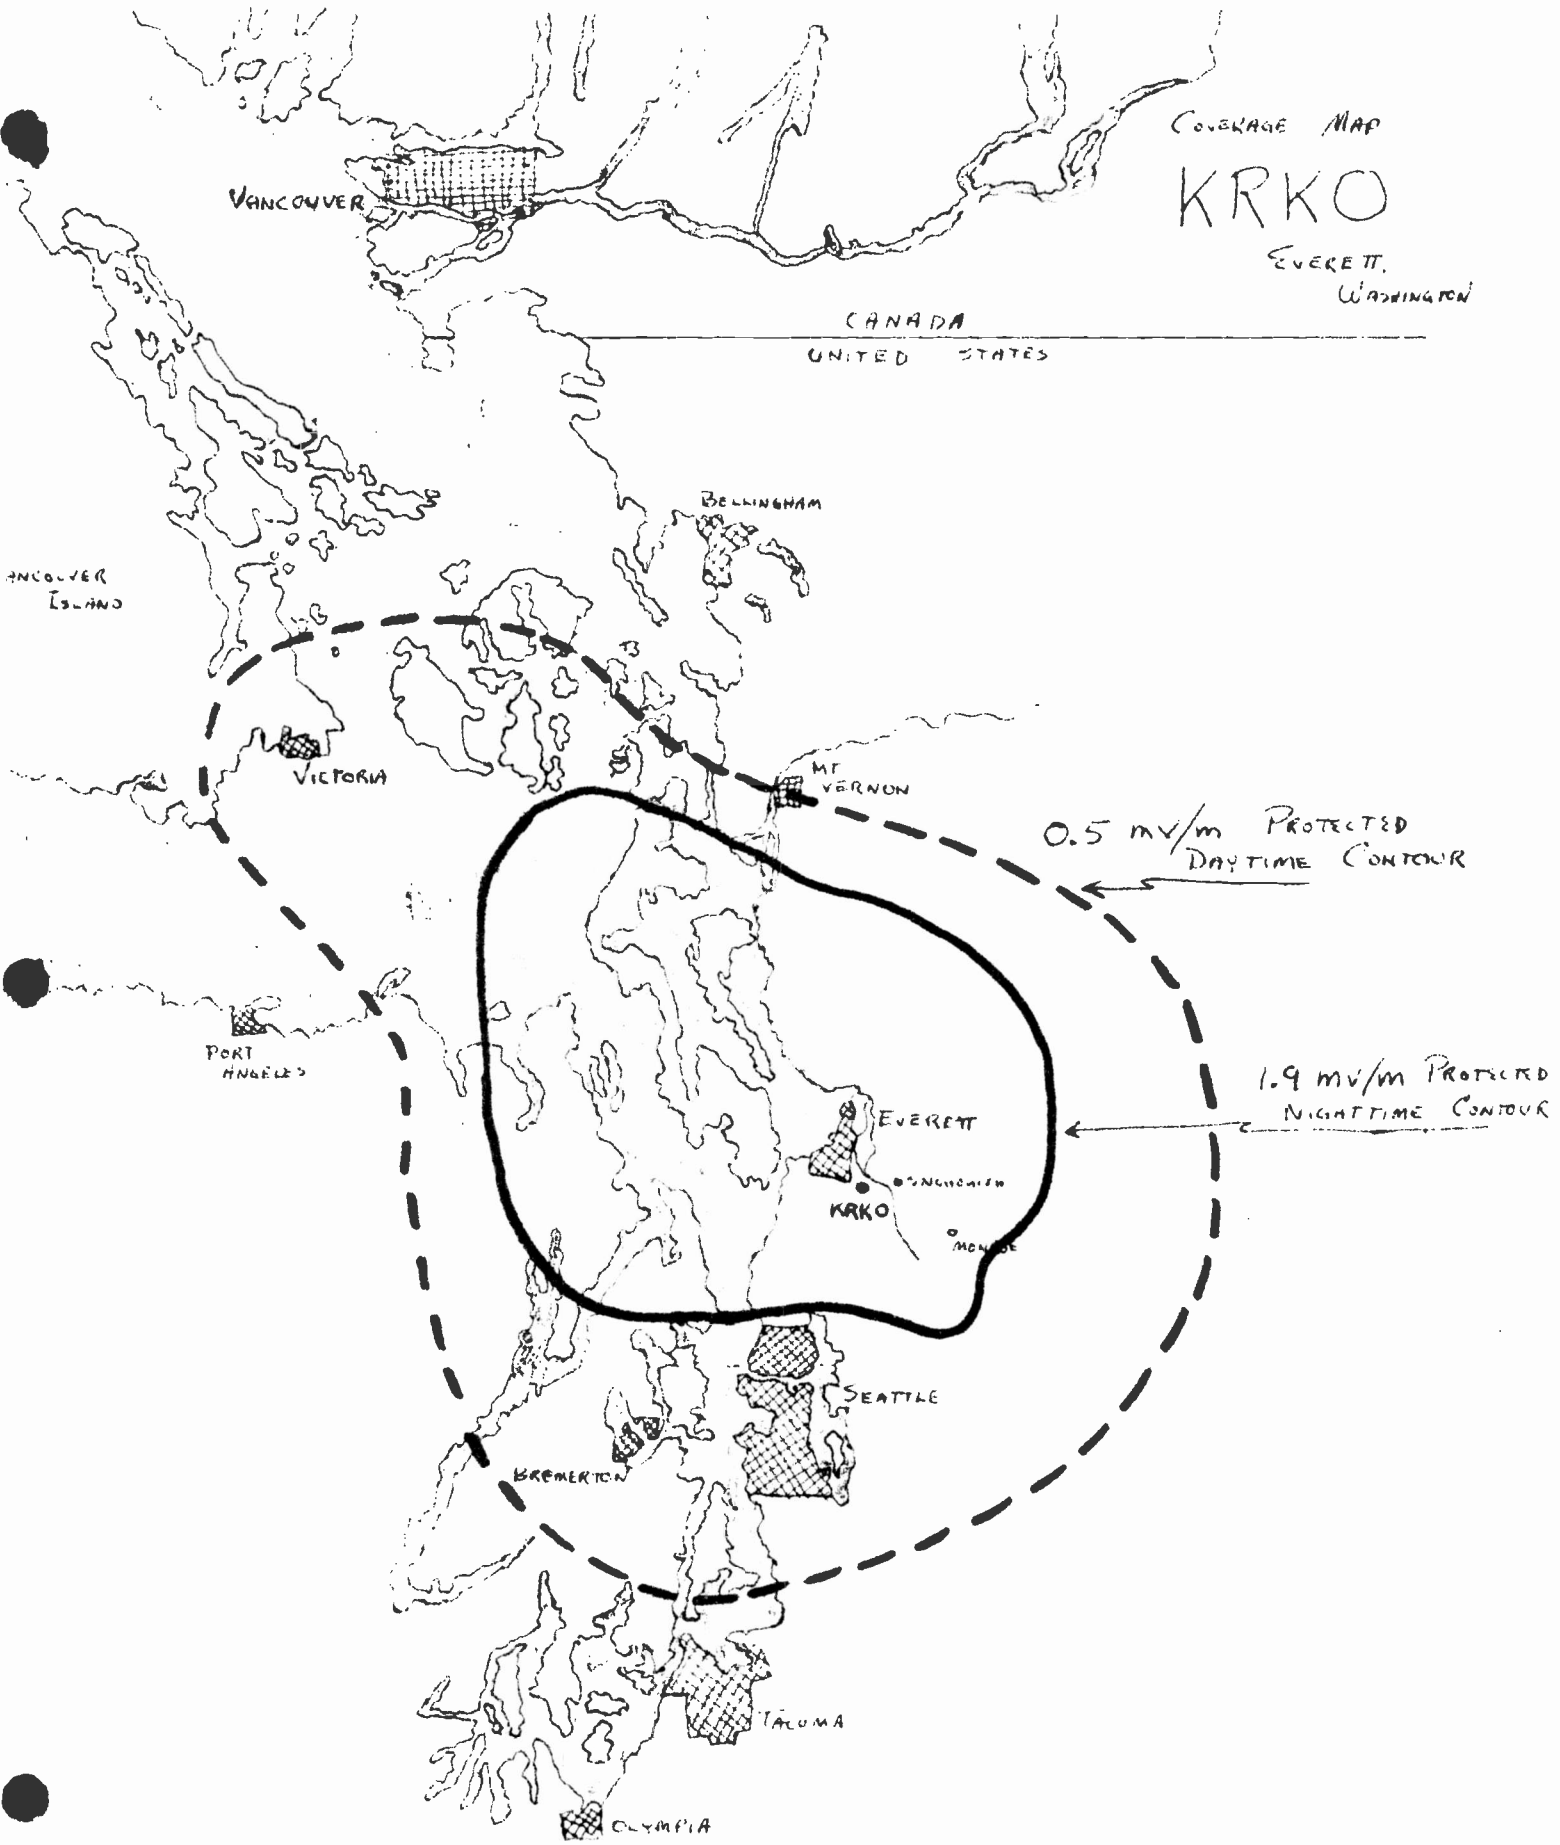 COVERAGE MAP
KRKO
EVERETT,
WASHINGTON
VANCOUVER
CANADA
UNITED STATES
BELLINGHAM
ANCOUVER
ISLAND
VICTORIA
MT
VERNON
0.5 mv/m PROTECTED
DAYTIME CONTOUR
PORT
ANGELES
1.9 mv/m PROTECTED
NIGHTTIME CONTOUR
EVERETT
SNOHOMISH
KRKO
MONROE
SEATTLE
BREMERTON
TACOMA
OLYMPIA